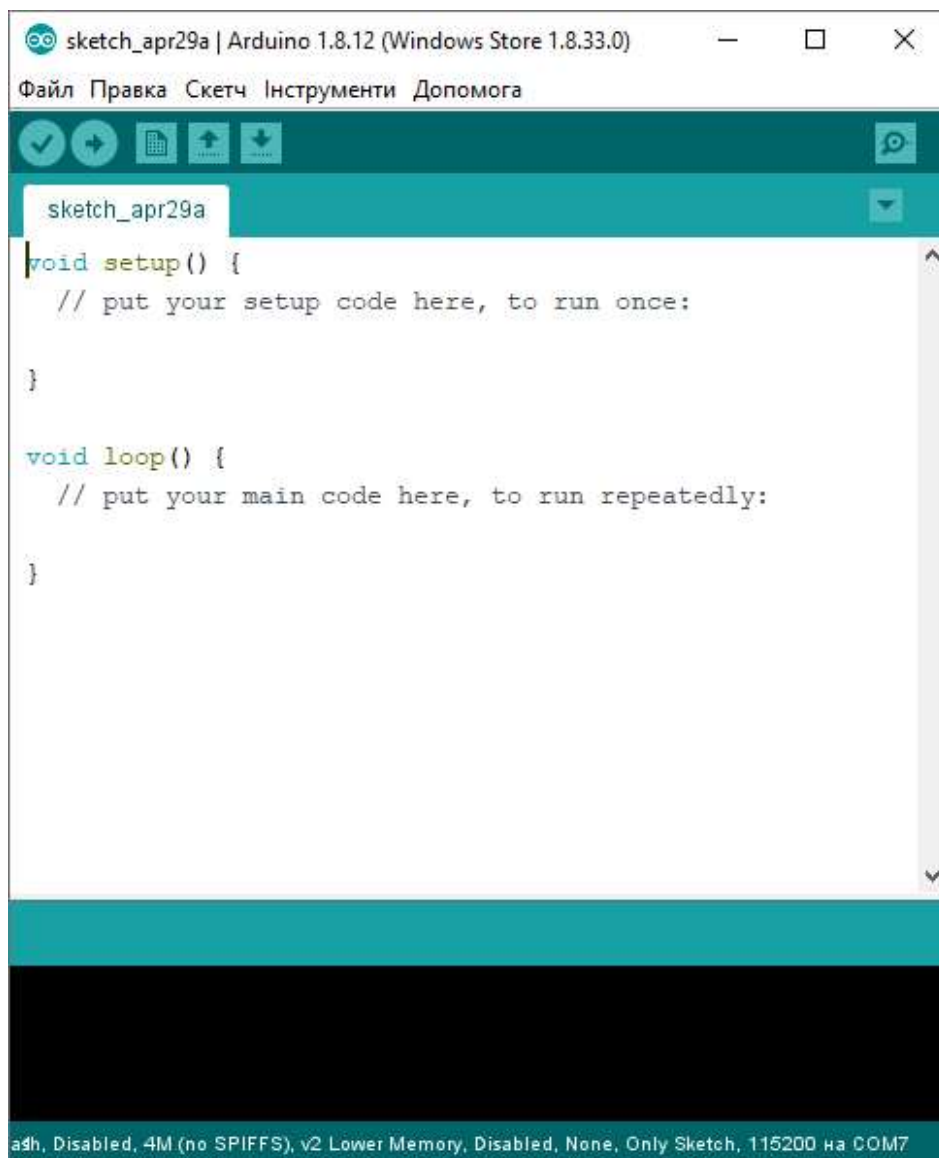 sketch_apr29a | Arduino 1.8.12 (Windows Store 1.8.33.0)
Файл Правка Скетч Інструменти Допомога
sketch_apr29a
void setup() {
  // put your setup code here, to run once:
}
void loop() {
  // put your main code here, to run repeatedly:
}
Disabled, 4M (no SPIFFS), v2 Lower Memory, Disabled, None, Only Sketch, 115200 на COM7